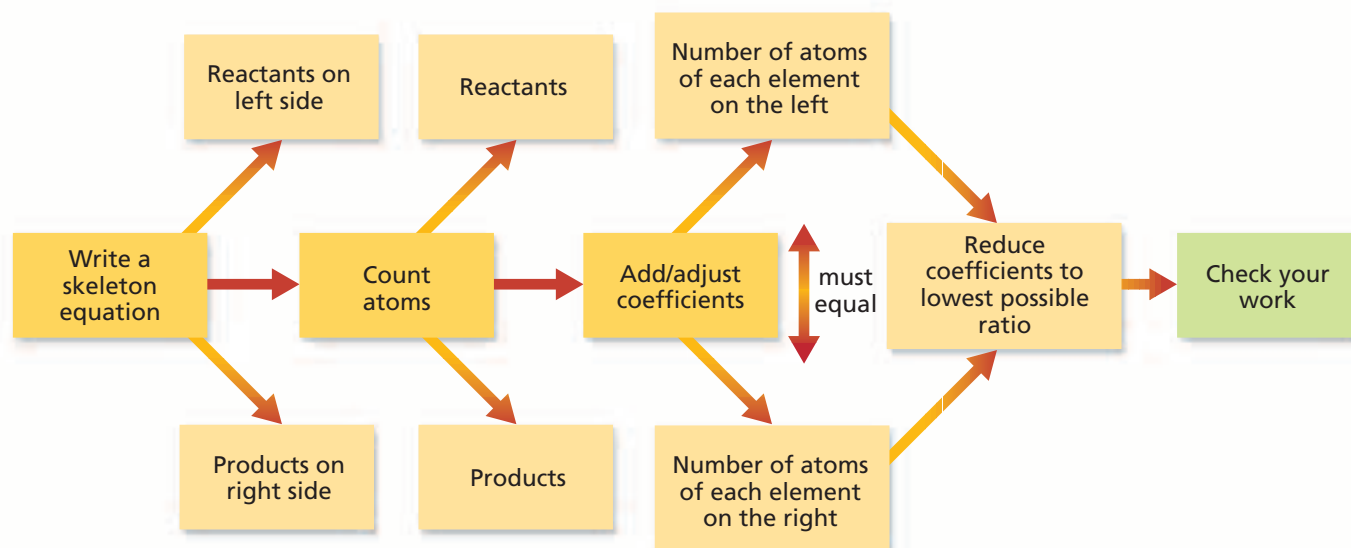 Reactants on
left side
Reactants
Number of atoms
of each element
on the left
Write a
skeleton
equation
Count
atoms
Add/adjust
coefficients
must
equal
Reduce
coefficients to
lowest possible
ratio
Check your
work
Products on
right side
Products
Number of atoms
of each element
on the right